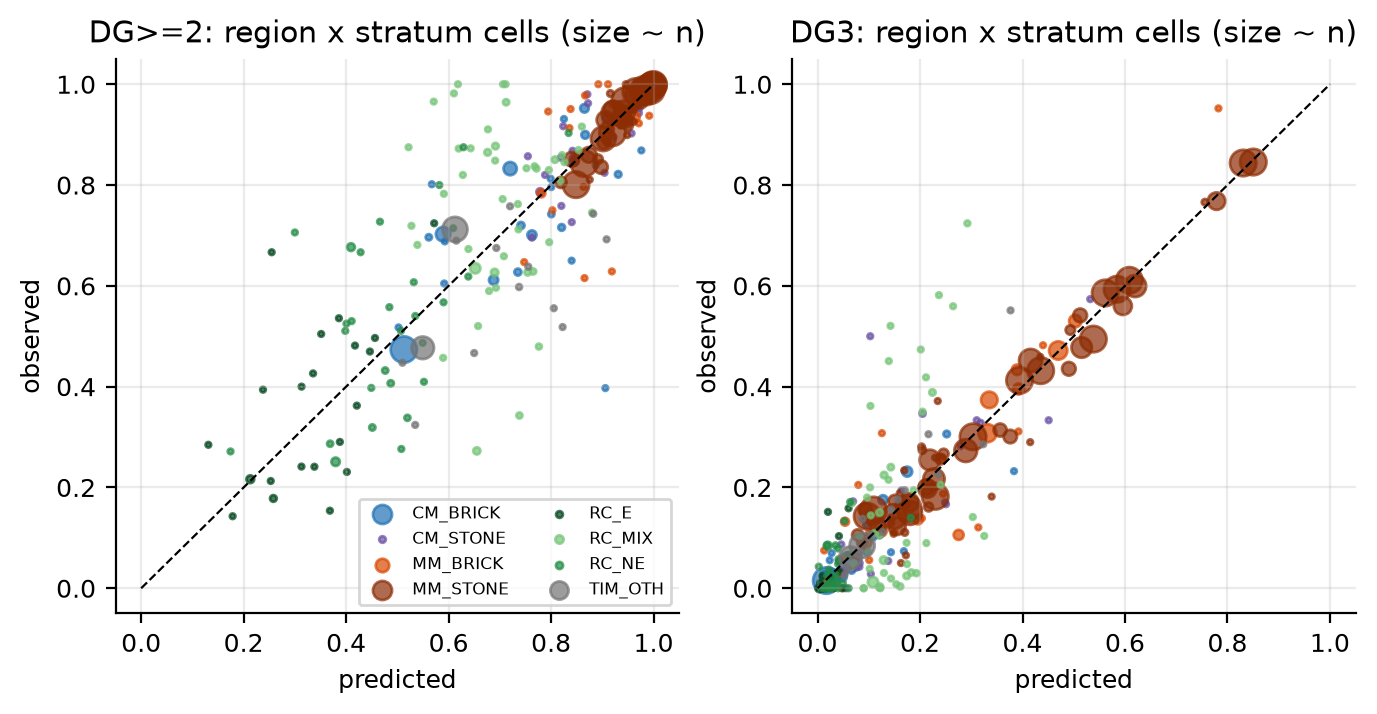 DG>=2: region x stratum cells (size ~ n)
observed
1.0
0.8
0.6
0.4
0.2
0.0
CM_BRICK
CM_STONE
MM_BRICK
MM_STONE
RC_E
RC_MIX
RC_NE
TIM_OTH
0.0 0.2 0.4 0.6 0.8 1.0
predicted
DG3: region x stratum cells (size ~ n)
observed
1.0
0.8
0.6
0.4
0.2
0.0
0.0 0.2 0.4 0.6 0.8 1.0
predicted